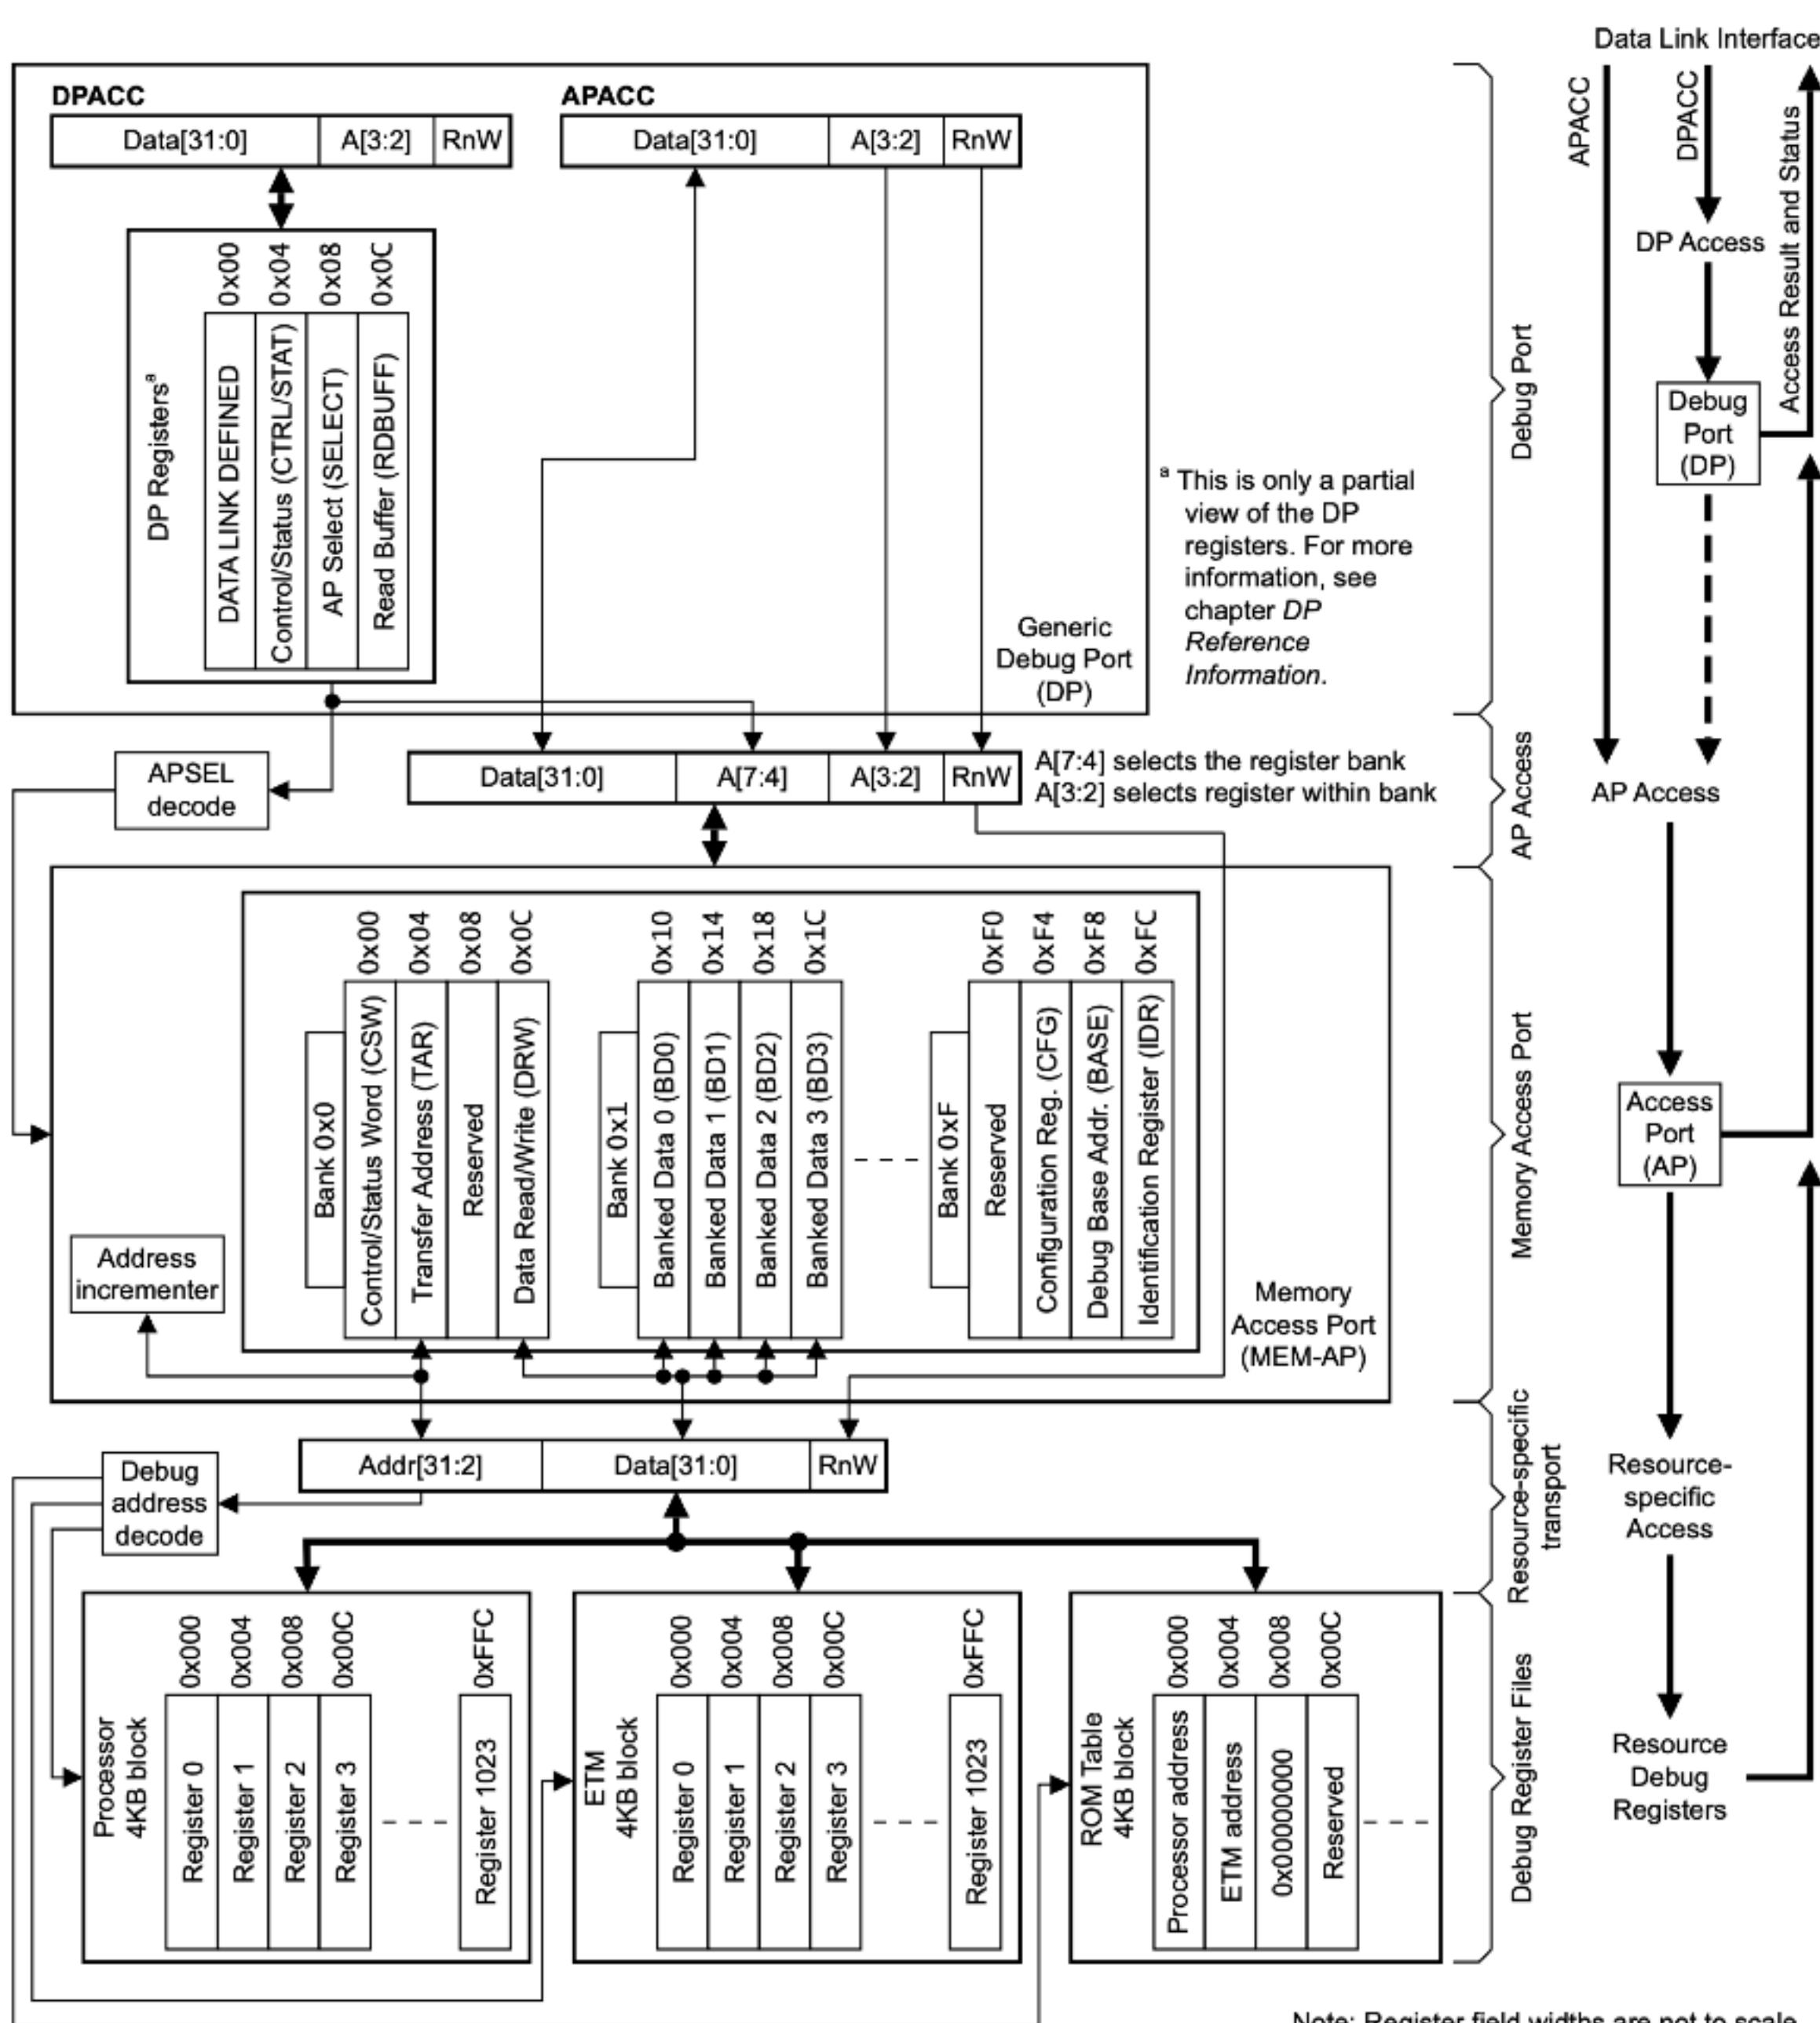 Data Link Interface
DPACC
Data[31:0] A[3:2] RnW
APACC
Data[31:0] A[3:2] RnW
DP Registersª
0x00 0x04 0x08 0x0C
DATA LINK DEFINED
Control/Status (CTRL/STAT)
AP Select (SELECT)
Read Buffer (RDBUFF)
ª This is only a partial
view of the DP
registers. For more
information, see
chapter DP
Reference
Information.
Generic
Debug Port
(DP)
Debug Port
APACC
DPACC
Access Result and Status
DP Access
Debug
Port
(DP)
APSEL
decode
Data[31:0] A[7:4] A[3:2] RnW
A[7:4] selects the register bank
A[3:2] selects register within bank
AP Access
AP Access
Bank 0x0
0x00 0x04 0x08 0x0C
Control/Status Word (CSW)
Transfer Address (TAR)
Reserved
Data Read/Write (DRW)
Bank 0x1
0x10 0x14 0x18 0x1C
Banked Data 0 (BD0)
Banked Data 1 (BD1)
Banked Data 2 (BD2)
Banked Data 3 (BD3)
Bank 0xF
0xF0 0xF4 0xF8 0xFC
Reserved
Configuration Reg. (CFG)
Debug Base Addr. (BASE)
Identification Register (IDR)
Address
incrementer
Memory
Access Port
(MEM-AP)
Memory Access Port
Access
Port
(AP)
Addr[31:2] Data[31:0] RnW
Debug
address
decode
Resource-specific
transport
Resource-
specific
Access
Processor
4KB block
0x000 0x004 0x008 0x00C 0xFFC
Register 0
Register 1
Register 2
Register 3
Register 1023
ETM
4KB block
0x000 0x004 0x008 0x00C 0xFFC
Register 0
Register 1
Register 2
Register 3
Register 1023
ROM Table
4KB block
0x000 0x004 0x008 0x00C
Processor address
ETM address
0x00000000
Reserved
Debug Register Files
Resource
Debug
Registers
Note: Register field widths are not to scale